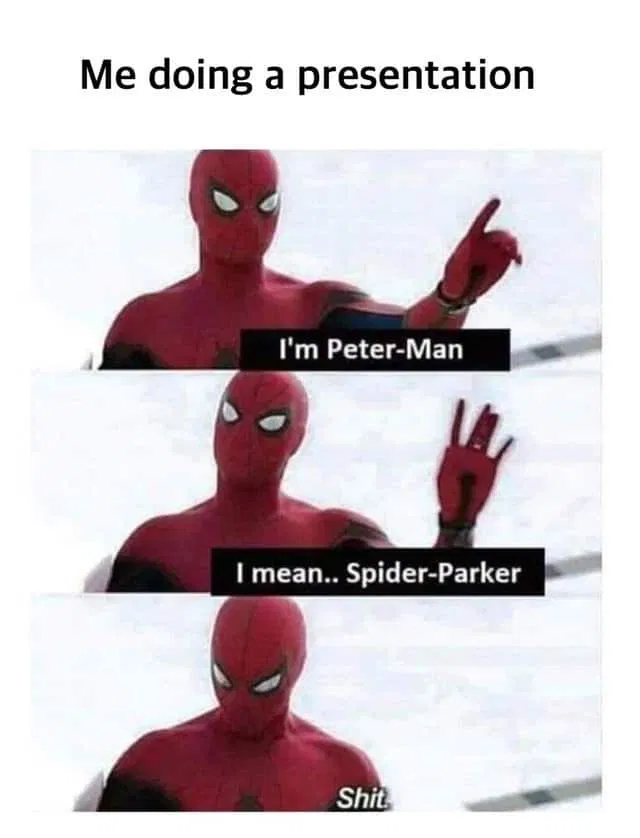 Me doing a presentation
I'm Peter-Man
I mean.. Spider-Parker
Shit.